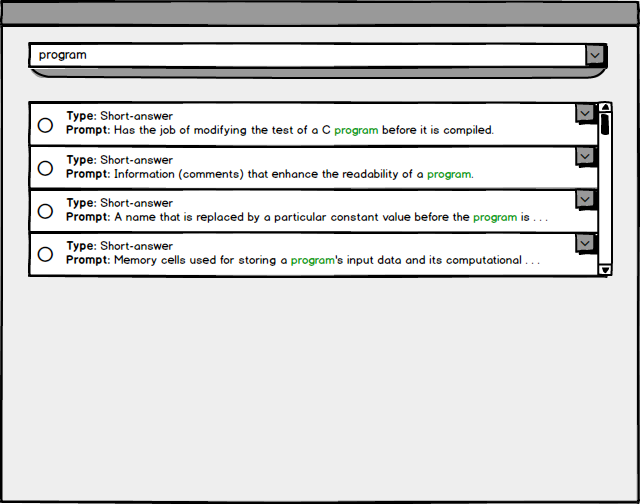 program
Type: Short-answer
Prompt: Has the job of modifying the test of a C program before it is compiled.
Type: Short-answer
Prompt: Information (comments) that enhance the readability of a program.
Type: Short-answer
Prompt: A name that is replaced by a particular constant value before the program is . . .
Type: Short-answer
Prompt: Memory cells used for storing a program's input data and its computational . . .